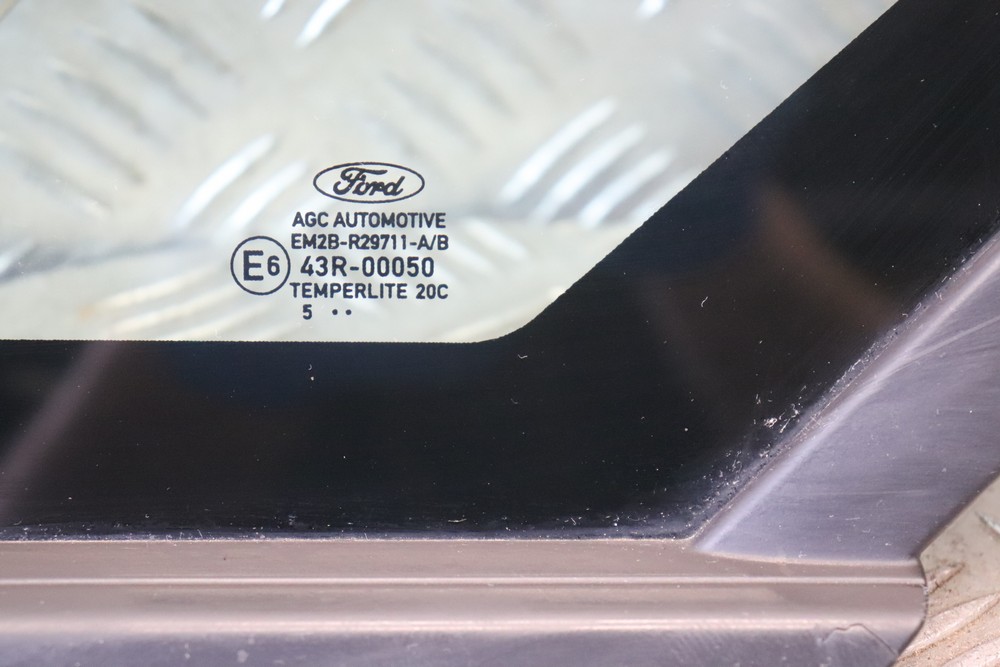 Ford
AGC AUTOMOTIVE
EM2B-R29711-A/B
E6 43R-00050
TEMPERLITE 20C
5 ••